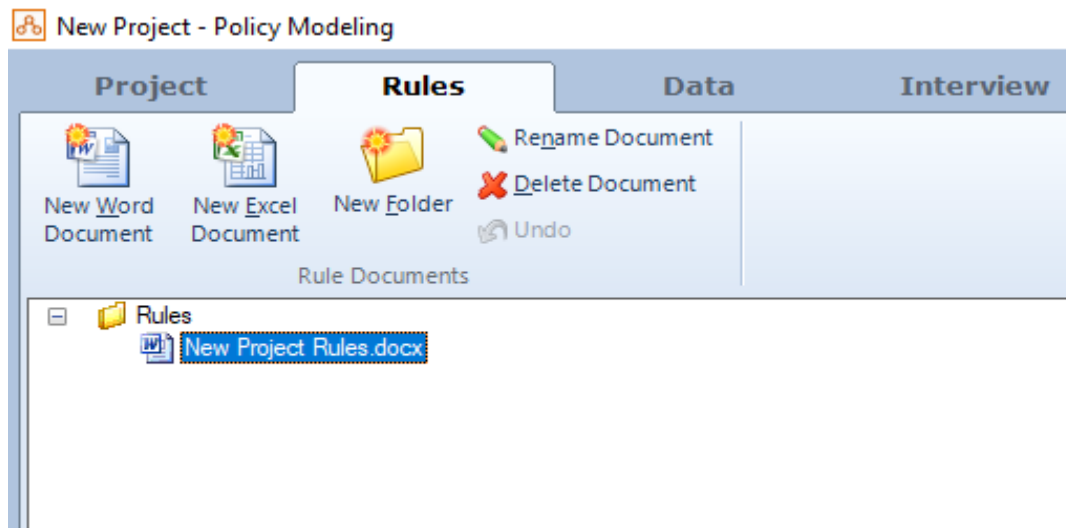 New Project - Policy Modeling
Project Rules Data Interview
New Word Document
New Excel Document
New Folder
Rename Document
Delete Document
Undo
Rule Documents
Rules
New Project Rules.docx